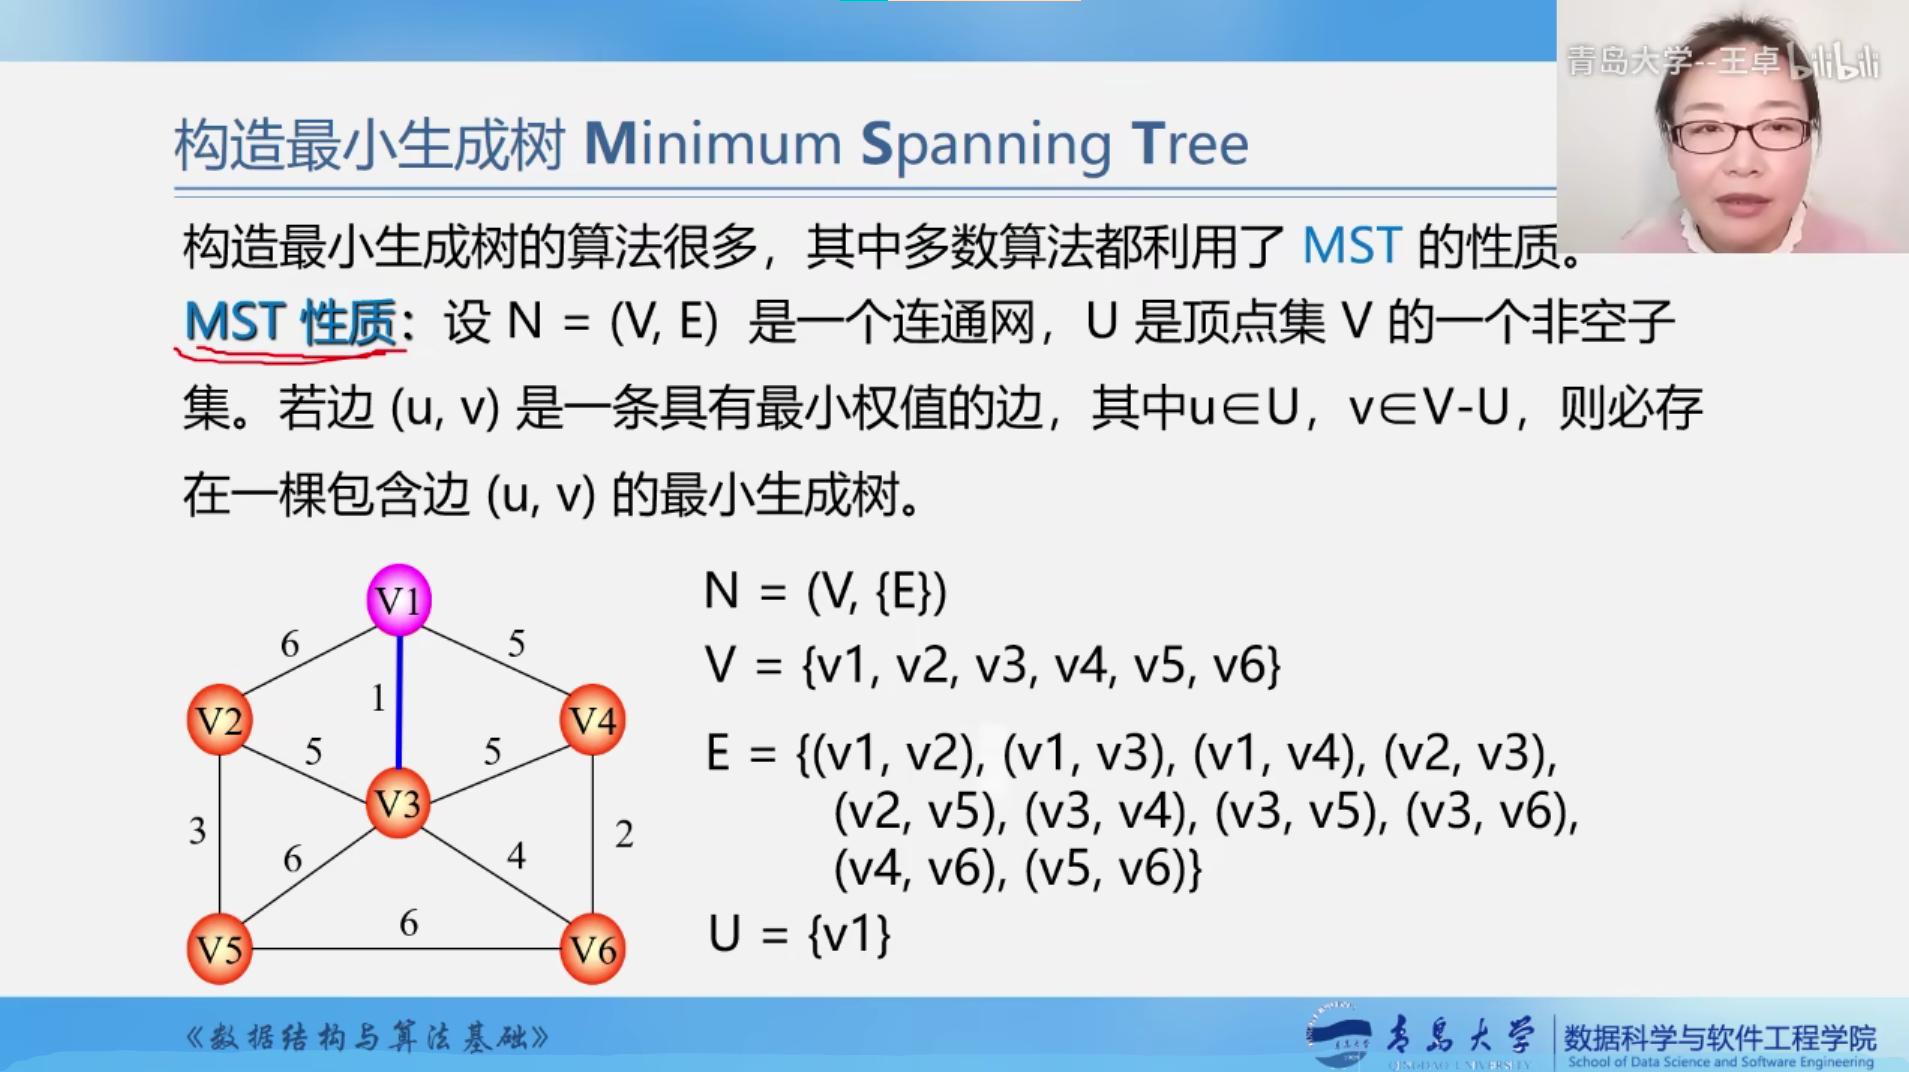 青岛大学--王卓 bilibili
构造最小生成树 Minimum Spanning Tree
构造最小生成树的算法很多，其中多数算法都利用了 MST 的性质。
MST 性质：设 N = (V, E) 是一个连通网，U 是顶点集 V 的一个非空子
集。若边 (u, v) 是一条具有最小权值的边，其中u∈U，v∈V-U，则必存
在一棵包含边 (u, v) 的最小生成树。
V1
6
5
1
V2
V4
5
5
V3
3
2
6
4
6
V5
V6
N = (V, {E})
V = {v1, v2, v3, v4, v5, v6}
E = {(v1, v2), (v1, v3), (v1, v4), (v2, v3),
(v2, v5), (v3, v4), (v3, v5), (v3, v6),
(v4, v6), (v5, v6)}
U = {v1}
《数据结构与算法基础》
青岛大学
QINGDAO UNIVERSITY
数据科学与软件工程学院
School of Data Science and Software Engineering